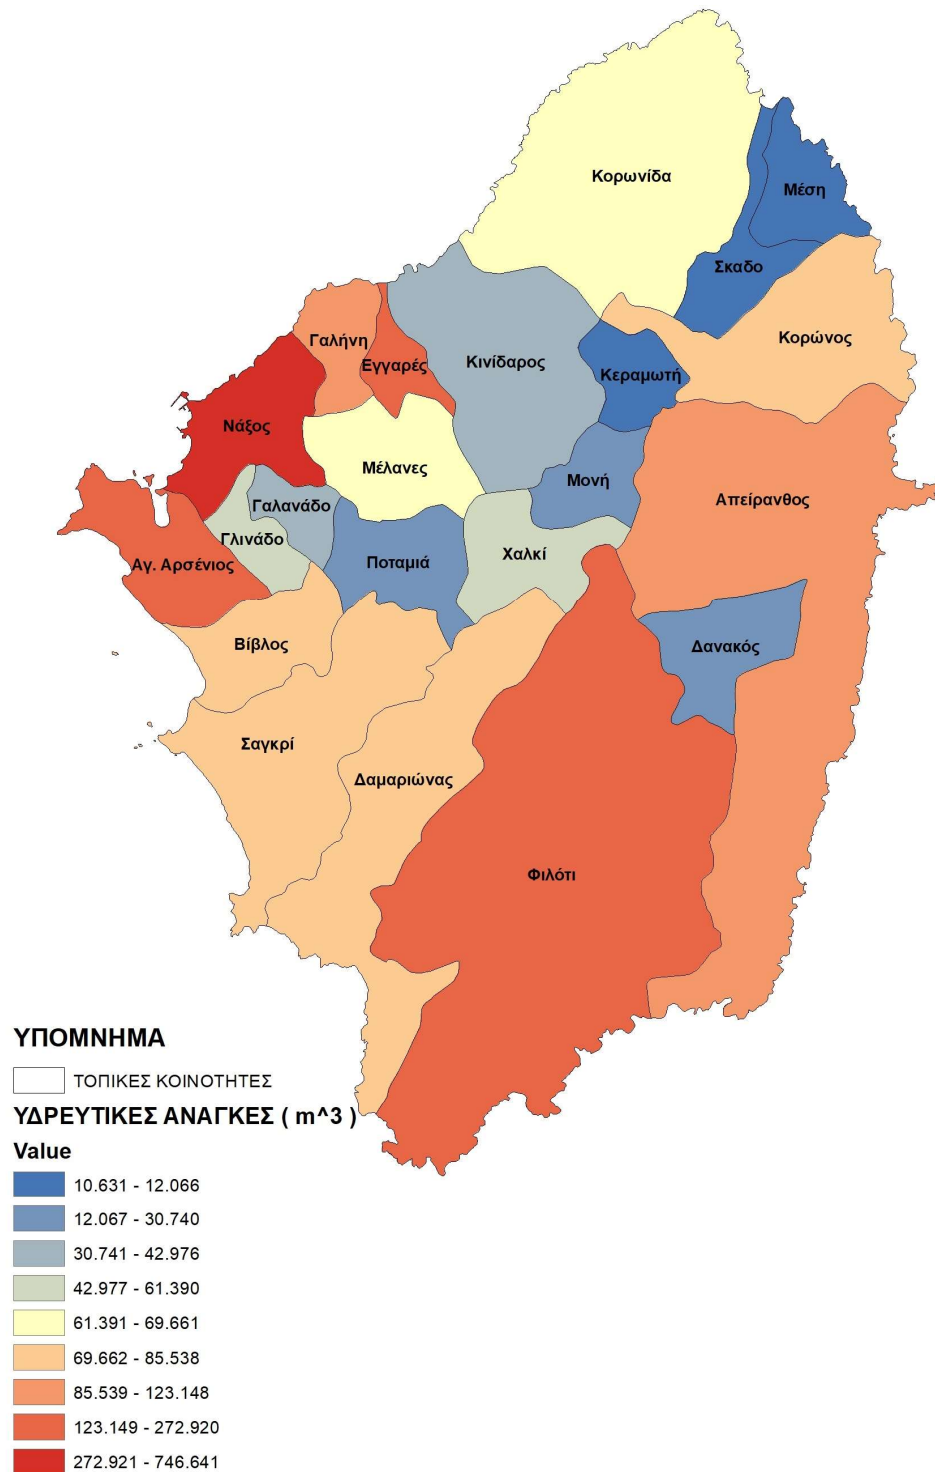 Κορωνίδα
Μέση
Σκαδο
Κορώνος
Γαλήνη
Εγγαρές
Κινίδαρος
Κεραμωτή
Νάξος
Μέλανες
Μονή
Απείρανθος
Γαλανάδο
Γλινάδο
Χαλκί
Αγ. Αρσένιος
Ποταμιά
Βίβλος
Δανακός
Σαγκρί
Δαμαριώνας
Φιλότι
ΥΠΟΜΝΗΜΑ
ΤΟΠΙΚΕΣ ΚΟΙΝΟΤΗΤΕΣ
ΥΔΡΕΥΤΙΚΕΣ ΑΝΑΓΚΕΣ ( m^3 )
Value
10.631 - 12.066
12.067 - 30.740
30.741 - 42.976
42.977 - 61.390
61.391 - 69.661
69.662 - 85.538
85.539 - 123.148
123.149 - 272.920
272.921 - 746.641